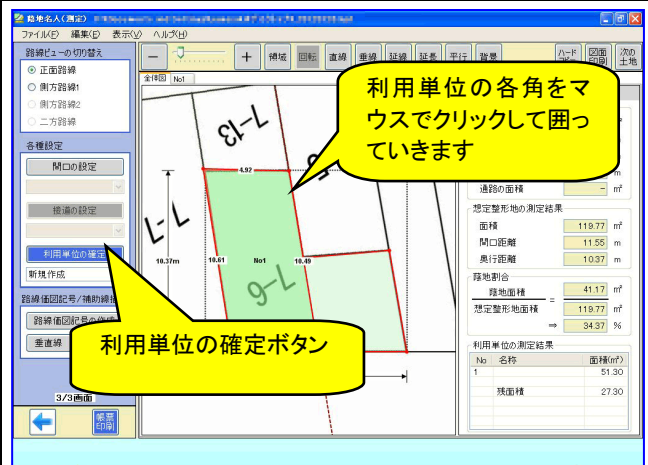 蔭地名人(測定)
ファイル(F) 編集(E) 表示(V) ヘルプ(H)
路線ビューの切り替え
正面路線
側方路線1
側方路線2
二方路線
各種設定
間口の設定
接道の設定
利用単位の確定
新規作成
路線価図記号/補助線
路線価図記号の
垂直線
3/3画面
帳票
印刷
－ ＋ 領域 回転 直線 垂線 延線 延長 平行 背景
ハード
コピー
図面
印刷
次の
土地
全体図 No1
利用単位の各角をマ
ウスでクリックして囲っ
ていきます
7-13
7-7
7-6
4.92
10.37m
10.61
No1
10.49
利用単位の確定ボタン
m
通路の面積 － ㎡
想定整形地の測定結果
面積 119.77 ㎡
間口距離 11.55 m
奥行距離 10.37 m
蔭地割合
蔭地面積 41.17 ㎡
想定整形地面積 = 119.77 ㎡
⇒ 34.37 %
利用単位の測定結果
No 名称 面積(㎡)
1 51.30
残面積 27.30